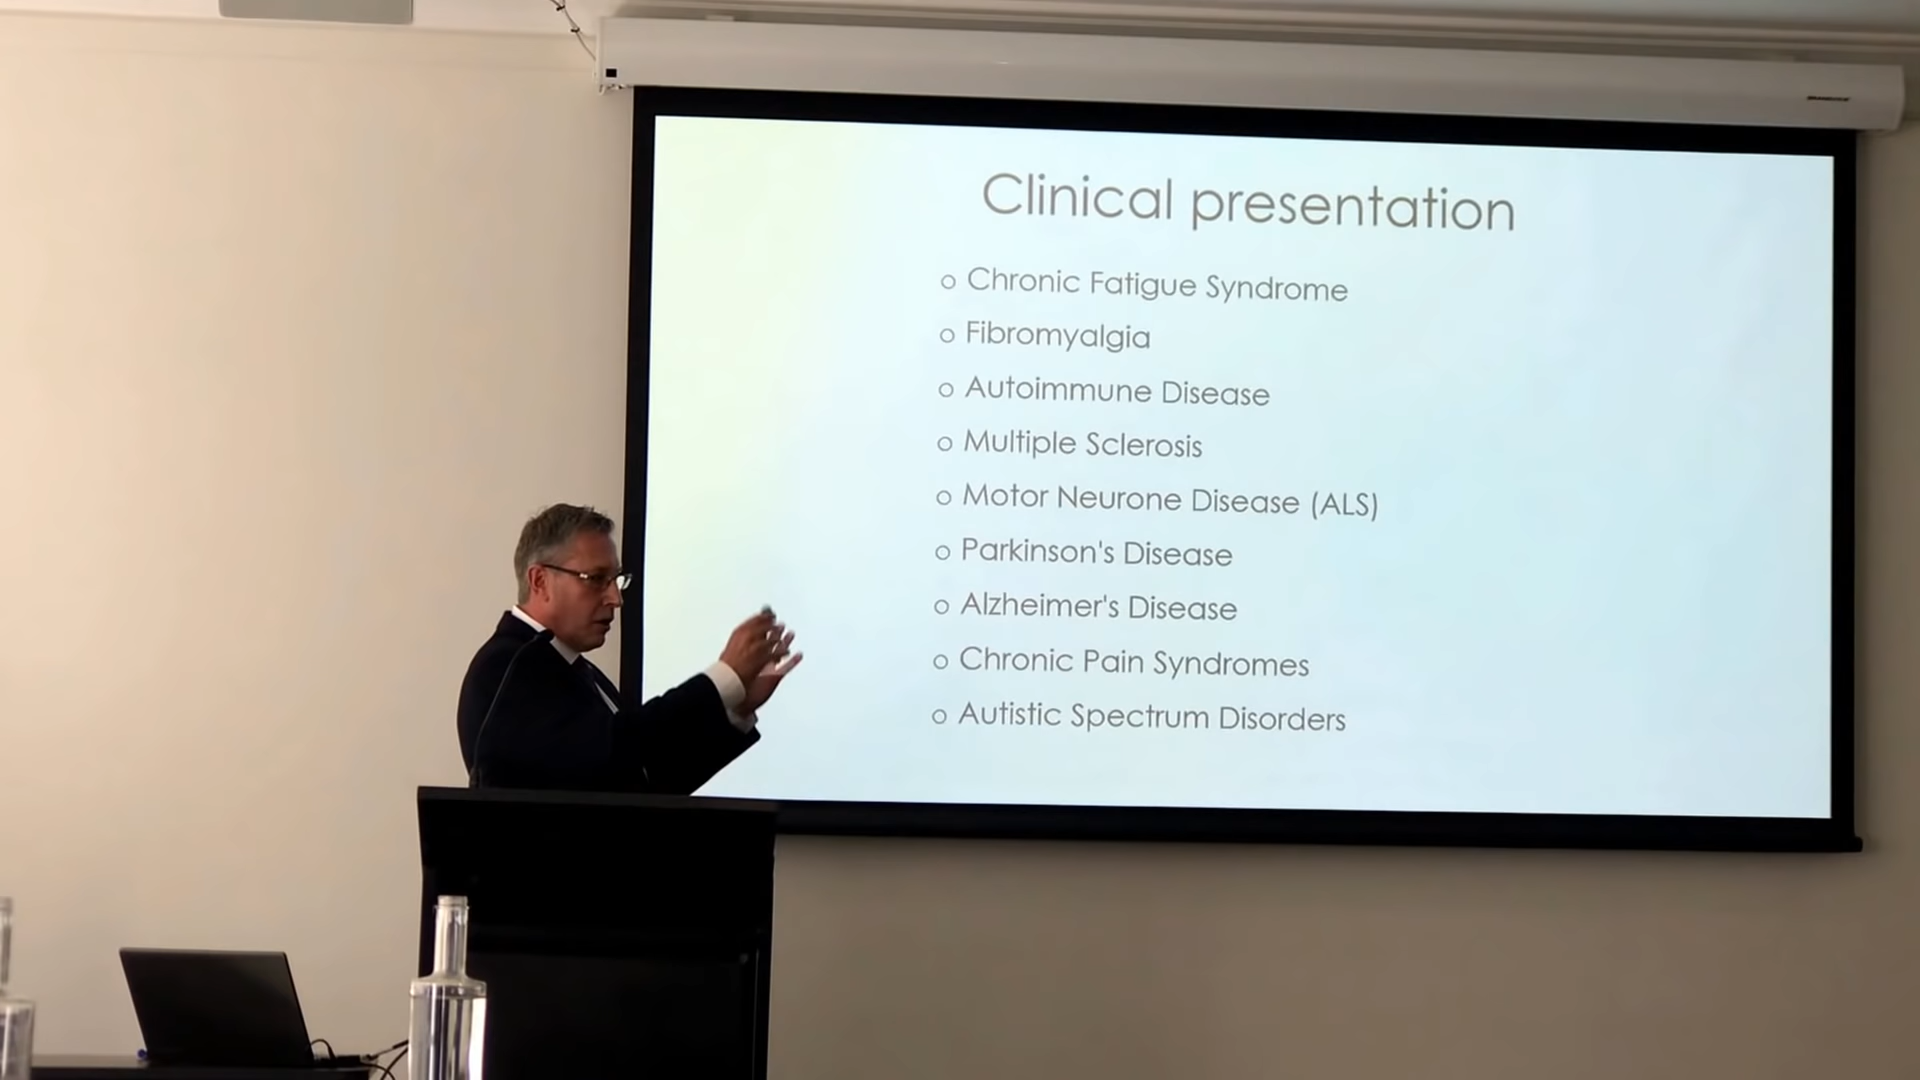 Clinical presentation
o Chronic Fatigue Syndrome
o Fibromyalgia
o Autoimmune Disease
o Multiple Sclerosis
o Motor Neurone Disease (ALS)
o Parkinson's Disease
o Alzheimer's Disease
o Chronic Pain Syndromes
o Autistic Spectrum Disorders